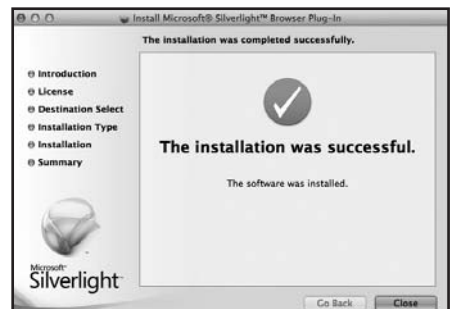 Install Microsoft® Silverlight™ Browser Plug-In
The installation was completed successfully.
Introduction
License
Destination Select
Installation Type
Installation
Summary
The installation was successful.
The software was installed.
Microsoft®
Silverlight™
Go Back
Close